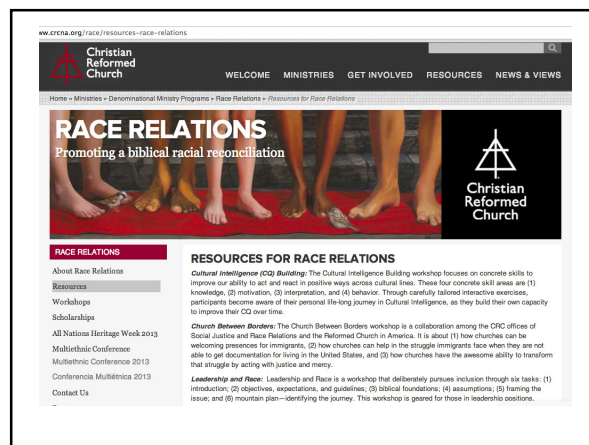 ww.crcna.org/race/resources-race-relations
Christian
Reformed
Church
WELCOME MINISTRIES GET INVOLVED RESOURCES NEWS & VIEWS
Home » Ministries » Denominational Ministry Programs » Race Relations » Resources for Race Relations
RACE RELATIONS
Promoting a biblical racial reconciliation
Christian
Reformed
Church
RACE RELATIONS
About Race Relations
Resources
Workshops
Scholarships
All Nations Heritage Week 2013
Multiethnic Conference
Multiethnic Conference 2013
Conferencia Multiétnica 2013
Contact Us
RESOURCES FOR RACE RELATIONS
Cultural Intelligence (CQ) Building: The Cultural Intelligence Building workshop focuses on concrete skills to
improve our ability to act and react in positive ways across cultural lines. These four concrete skill areas are (1)
knowledge, (2) motivation, (3) interpretation, and (4) behavior. Through carefully tailored interactive exercises,
participants become aware of their personal life-long journey in Cultural Intelligence, as they build their own capacity
to improve their CQ over time.
Church Between Borders: The Church Between Borders workshop is a collaboration among the CRC offices of
Social Justice and Race Relations and the Reformed Church in America. It is about (1) how churches can be
welcoming presences for immigrants, (2) how churches can help in the struggle immigrants face when they are not
able to get documentation for living in the United States, and (3) how churches have the awesome ability to transform
that struggle by acting with justice and mercy.
Leadership and Race: Leadership and Race is a workshop that deliberately pursues inclusion through six tasks: (1)
introduction; (2) objectives, expectations, and guidelines; (3) biblical foundations; (4) assumptions; (5) framing the
issue; and (6) mountain plan—identifying the journey. This workshop is geared for those in leadership positions.